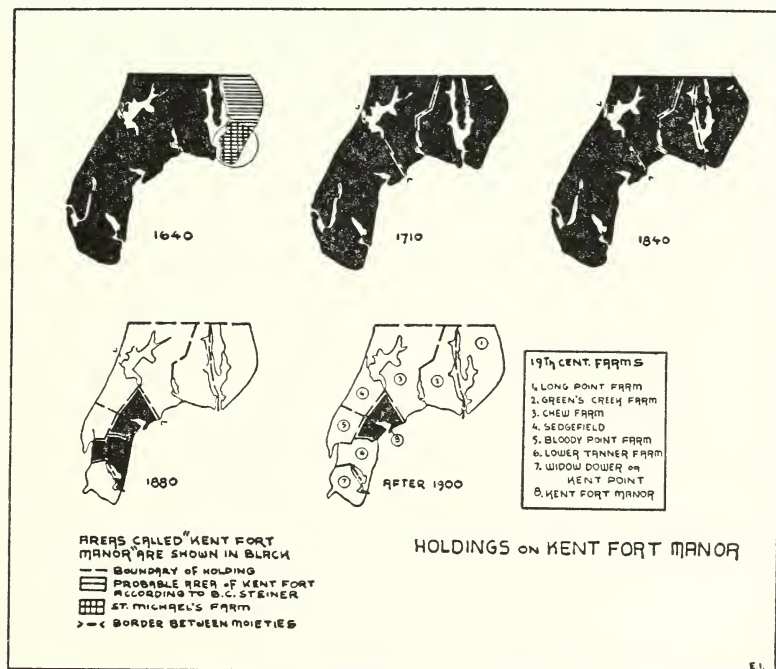 1640
1710
1840
1880
AFTER 1900
1
2
3
4
5
6
7
8
19TH CENT. FARMS
1. LONG POINT FARM
2. GREEN'S CREEK FARM
3. CHEW FARM
4. SEDGEFIELD
5. BLOODY POINT FARM
6. LOWER TANNER FARM
7. WIDOW DOWER OR
KENT POINT
8. KENT FORT MANOR
AREAS CALLED "KENT FORT
MANOR" ARE SHOWN IN BLACK
BOUNDARY OF HOLDING
PROBABLE AREA OF KENT FORT
ACCORDING TO B.C. STEINER
ST. MICHAEL'S FARM
BORDER BETWEEN MOIETIES
HOLDINGS ON KENT FORT MANOR
E.I.